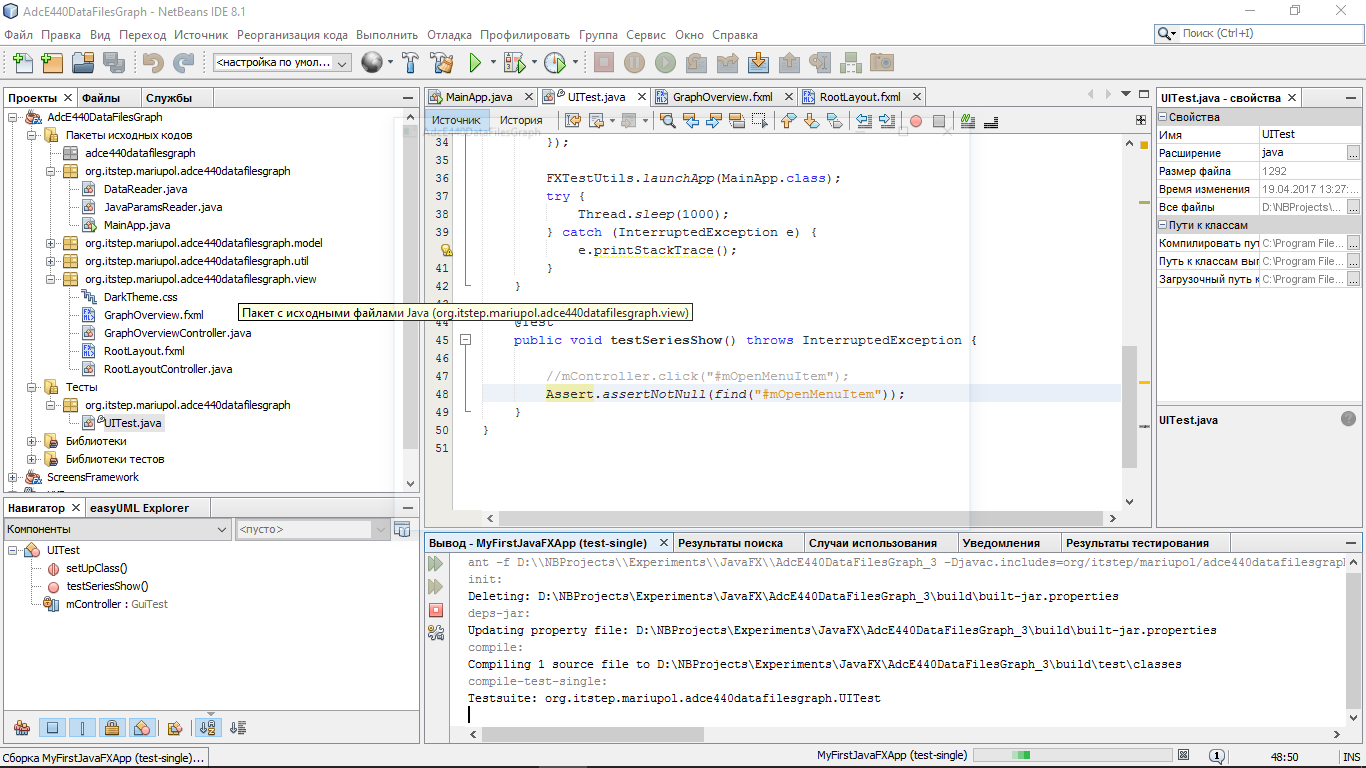 AdcE440DataFilesGraph - NetBeans IDE 8.1
Файл Правка Вид Переход Источник Реорганизация кода Выполнить Отладка Профилировать Группа Сервис Окно Справка
Поиск (Ctrl+I)
<настройка по умол...
Проекты Файлы Службы
AdcE440DataFilesGraph
Пакеты исходных кодов
adce440datafilesgraph
org.itstep.mariupol.adce440datafilesgraph
DataReader.java
JavaParamsReader.java
MainApp.java
org.itstep.mariupol.adce440datafilesgraph.model
org.itstep.mariupol.adce440datafilesgraph.util
org.itstep.mariupol.adce440datafilesgraph.view
DarkTheme.css
GraphOverview.fxml
GraphOverviewController.java
RootLayout.fxml
RootLayoutController.java
Тесты
org.itstep.mariupol.adce440datafilesgraph
UITest.java
Библиотеки
Библиотеки тестов
ScreensFramework
Пакет с исходными файлами Java (org.itstep.mariupol.adce440datafilesgraph.view)
MainApp.java UITest.java GraphOverview.fxml RootLayout.fxml
Источник История
AdcE440DataFilesGraph
34 });
35
36 FXTestUtils.launchApp(MainApp.class);
37 try {
38 Thread.sleep(1000);
39 } catch (InterruptedException e) {
e.printStackTrace();
41 }
42 }
44 @Test
45 public void testSeriesShow() throws InterruptedException {
46
47 //mController.click("#mOpenMenuItem");
48 Assert.assertNotNull(find("#mOpenMenuItem"));
49 }
50 }
51
UITest.java - свойства
Свойства
Имя UITest
Расширение java ...
Размер файла 1292
Время изменения 19.04.2017 13:27:...
Все файлы D:\NBProjects\... ...
Пути к классам
Компилировать пут C:\Program File... ...
Путь к классам вып C:\Program File... ...
Загрузочный путь к C:\Program File... ...
UITest.java
Навигатор easyUML Explorer
Компоненты <пусто>
UITest
setUpClass()
testSeriesShow()
mController : GuiTest
Вывод - MyFirstJavaFXApp (test-single) Результаты поиска Случаи использования Уведомления Результаты тестирования
ant -f D:\\NBProjects\\Experiments\\JavaFX\\AdcE440DataFilesGraph_3 -Djavac.includes=org/itstep/mariupol/adce440datafilesgraph
init:
Deleting: D:\NBProjects\Experiments\JavaFX\AdcE440DataFilesGraph_3\build\built-jar.properties
deps-jar:
Updating property file: D:\NBProjects\Experiments\JavaFX\AdcE440DataFilesGraph_3\build\built-jar.properties
compile:
Compiling 1 source file to D:\NBProjects\Experiments\JavaFX\AdcE440DataFilesGraph_3\build\test\classes
compile-test-single:
Testsuite: org.itstep.mariupol.adce440datafilesgraph.UITest
Сборка MyFirstJavaFXApp (test-single)...
MyFirstJavaFXApp (test-single) 1 48:50 INS